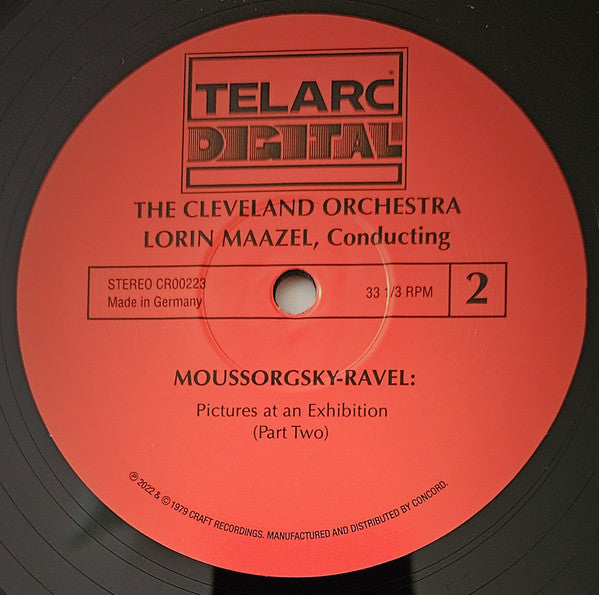 TELARC®
DIGITAL
THE CLEVELAND ORCHESTRA
LORIN MAAZEL, Conducting
STEREO CR00223
Made in Germany
33 1/3 RPM
2
MOUSSORGSKY-RAVEL:
Pictures at an Exhibition
(Part Two)
℗ 2022 & © 1979 CRAFT RECORDINGS. MANUFACTURED AND DISTRIBUTED BY CONCORD.